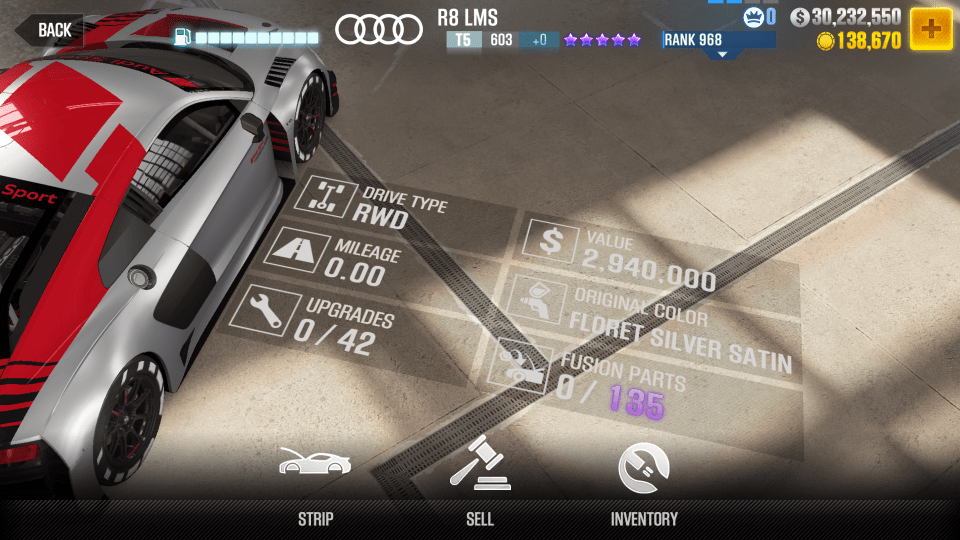 BACK
R8 LMS
T5 603 +0
RANK 968
0
30,232,550
138,670
Sport
DRIVE TYPE
RWD
MILEAGE
0.00
UPGRADES
0 / 42
VALUE
2,940,000
ORIGINAL COLOR
FLORET SILVER SATIN
FUSION PARTS
0 / 135
STRIP
SELL
INVENTORY